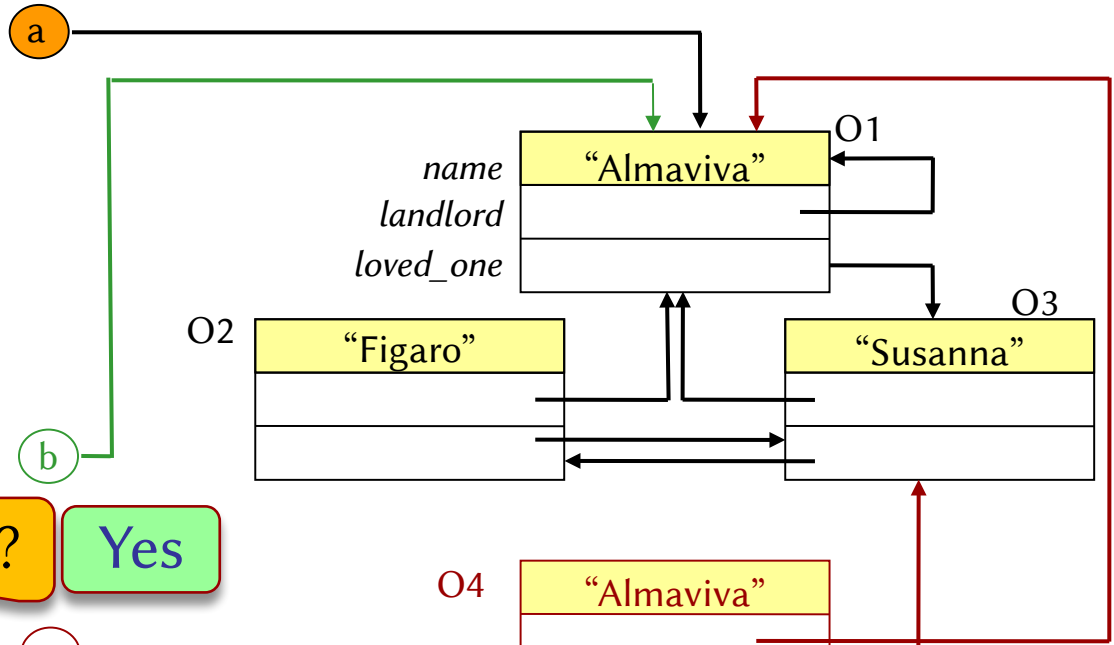 a
O1
name
“Almaviva”
landlord
loved_one
O3
O2
“Figaro”
“Susanna”
b
?
Yes
O4
“Almaviva”